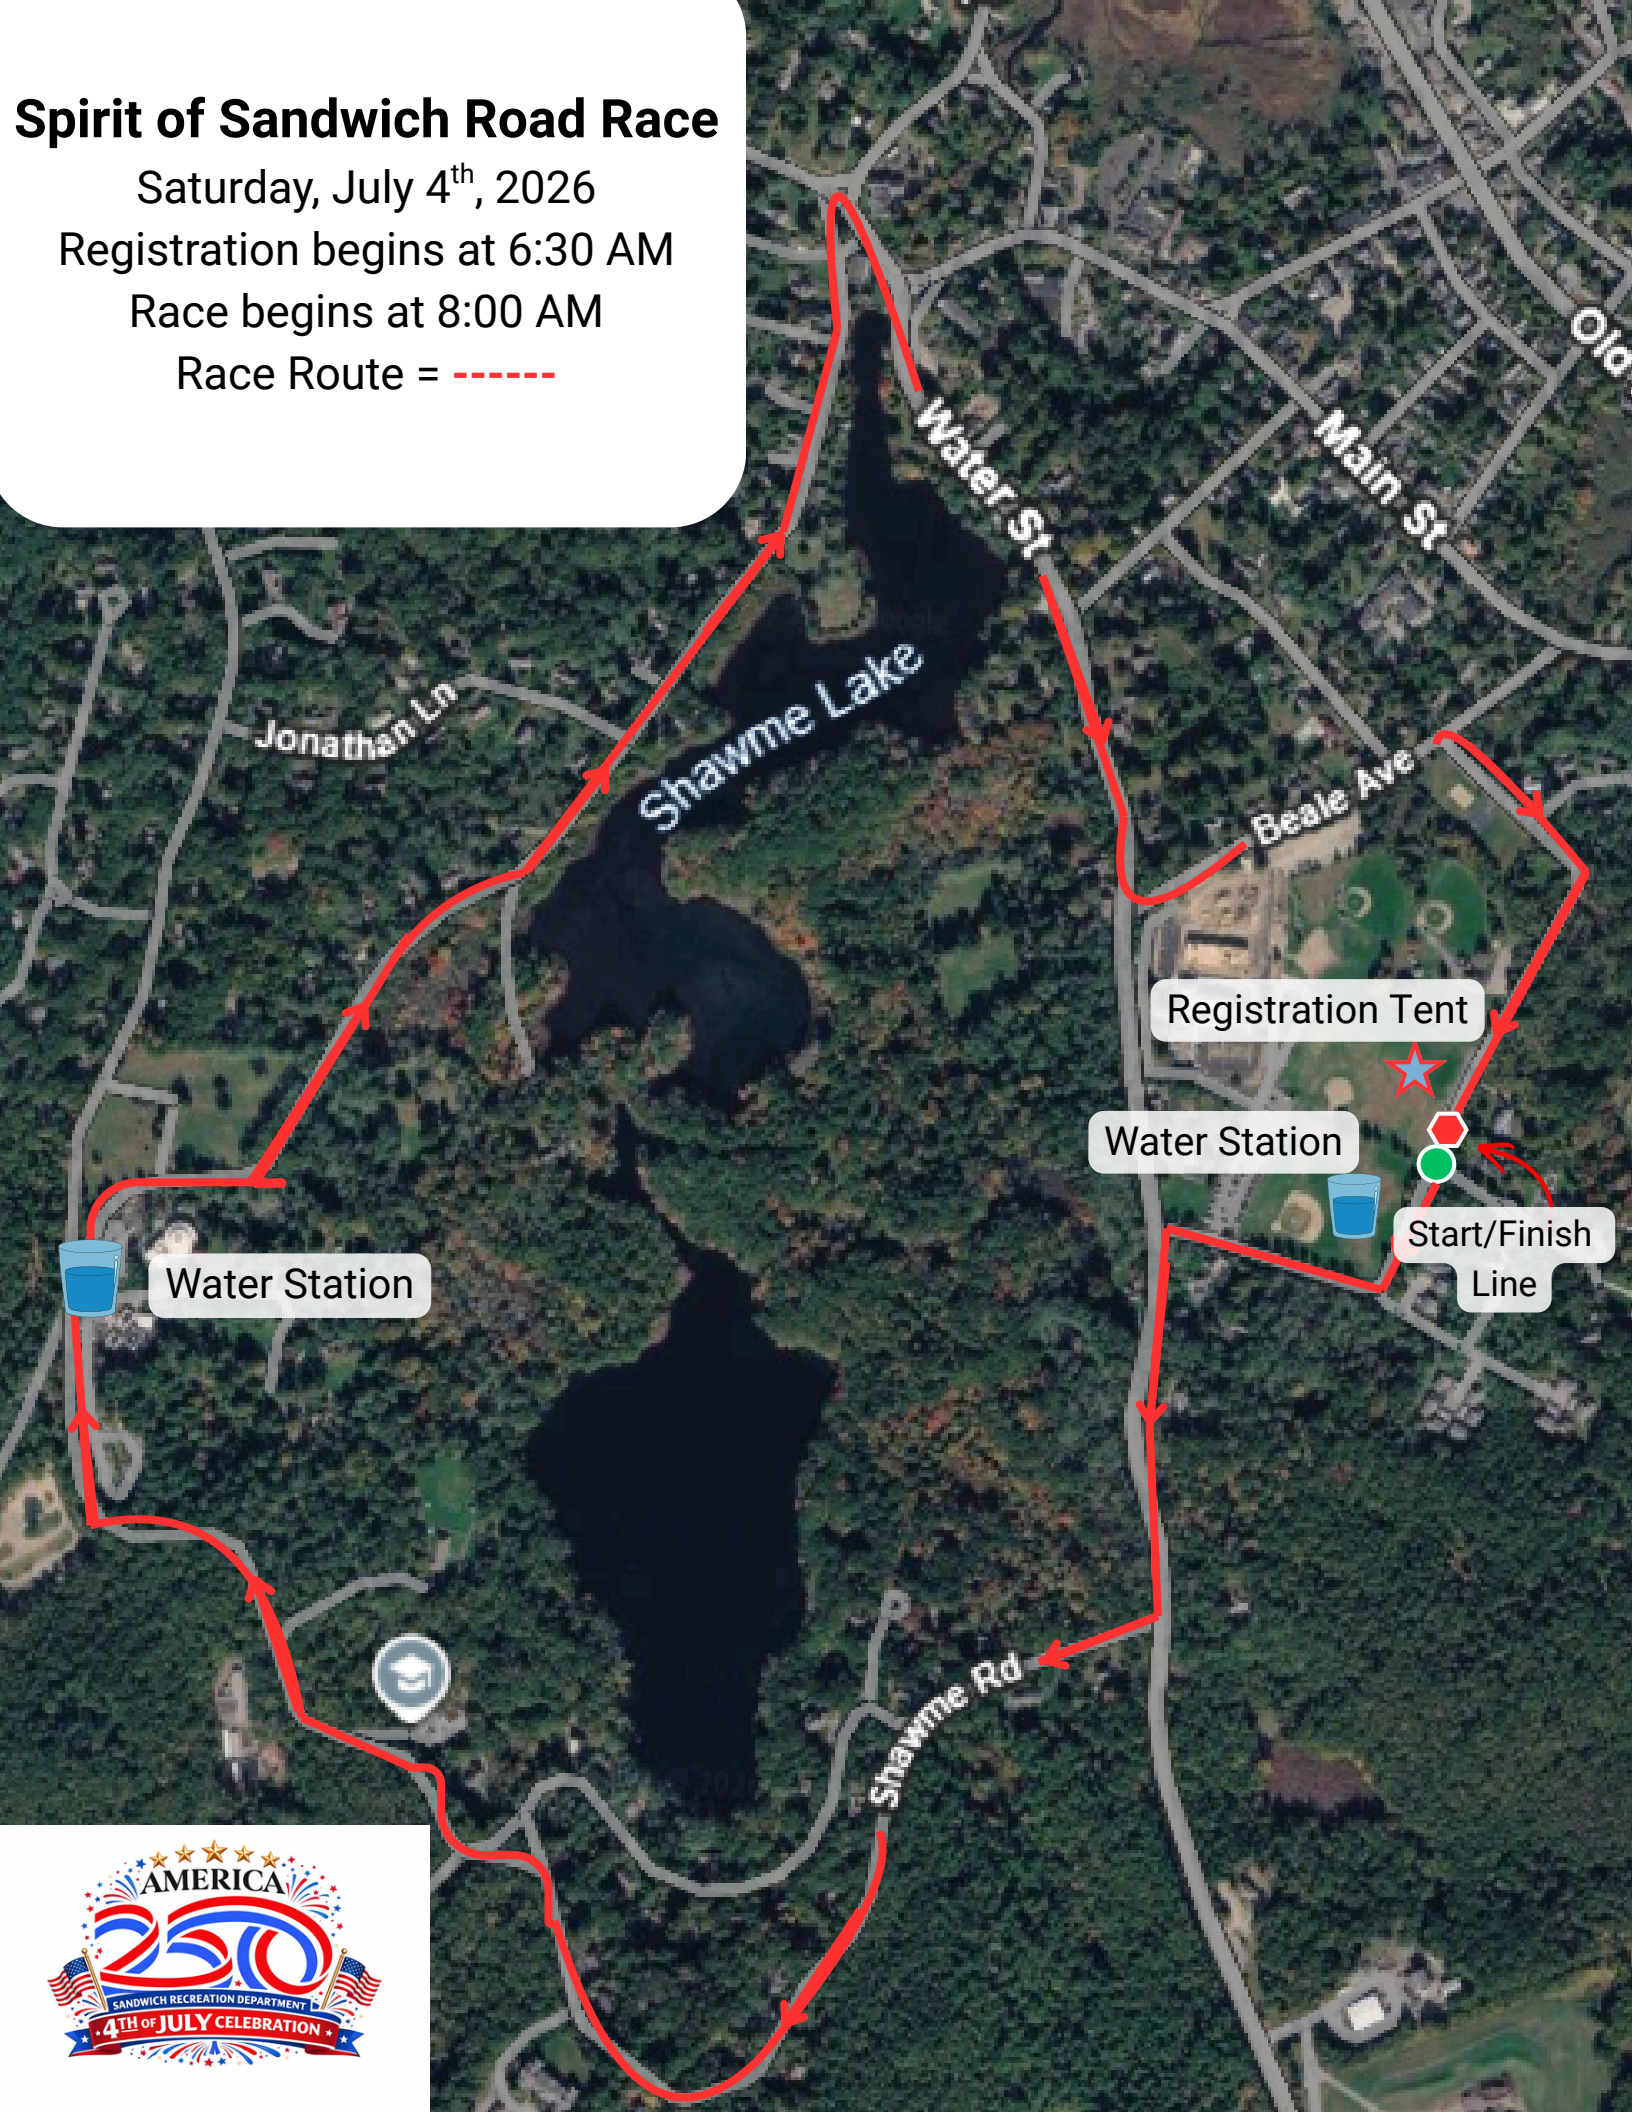 Spirit of Sandwich Road Race
Saturday, July 4th, 2026
Registration begins at 6:30 AM
Race begins at 8:00 AM
Race Route = ------
Old
Water St
Main St
Jonathan Ln
Shawme Lake
Beale Ave
Registration Tent
Water Station
Start/Finish
Line
Water Station
Shawme Rd
AMERICA
250
SANDWICH RECREATION DEPARTMENT
4TH OF JULY CELEBRATION